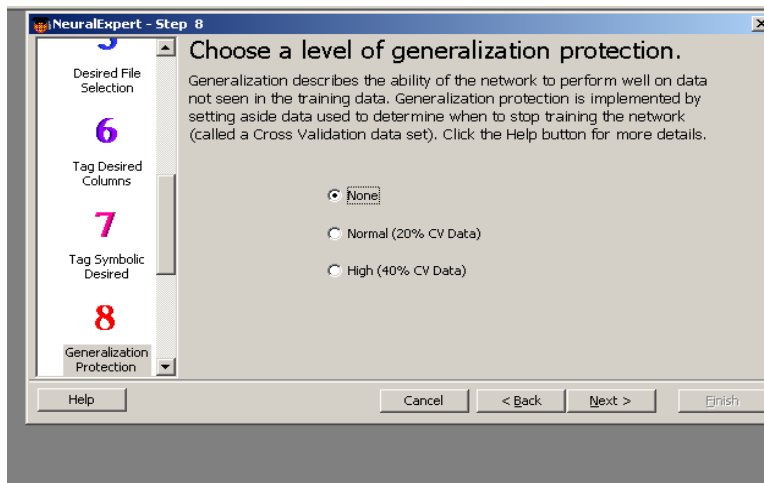 NeuralExpert - Step 8
Desired File
Selection
6
Tag Desired
Columns
7
Tag Symbolic
Desired
8
Generalization
Protection
Choose a level of generalization protection.
Generalization describes the ability of the network to perform well on data
not seen in the training data. Generalization protection is implemented by
setting aside data used to determine when to stop training the network
(called a Cross Validation data set). Click the Help button for more details.
None
Normal (20% CV Data)
High (40% CV Data)
Help
Cancel
< Back
Next >
Finish